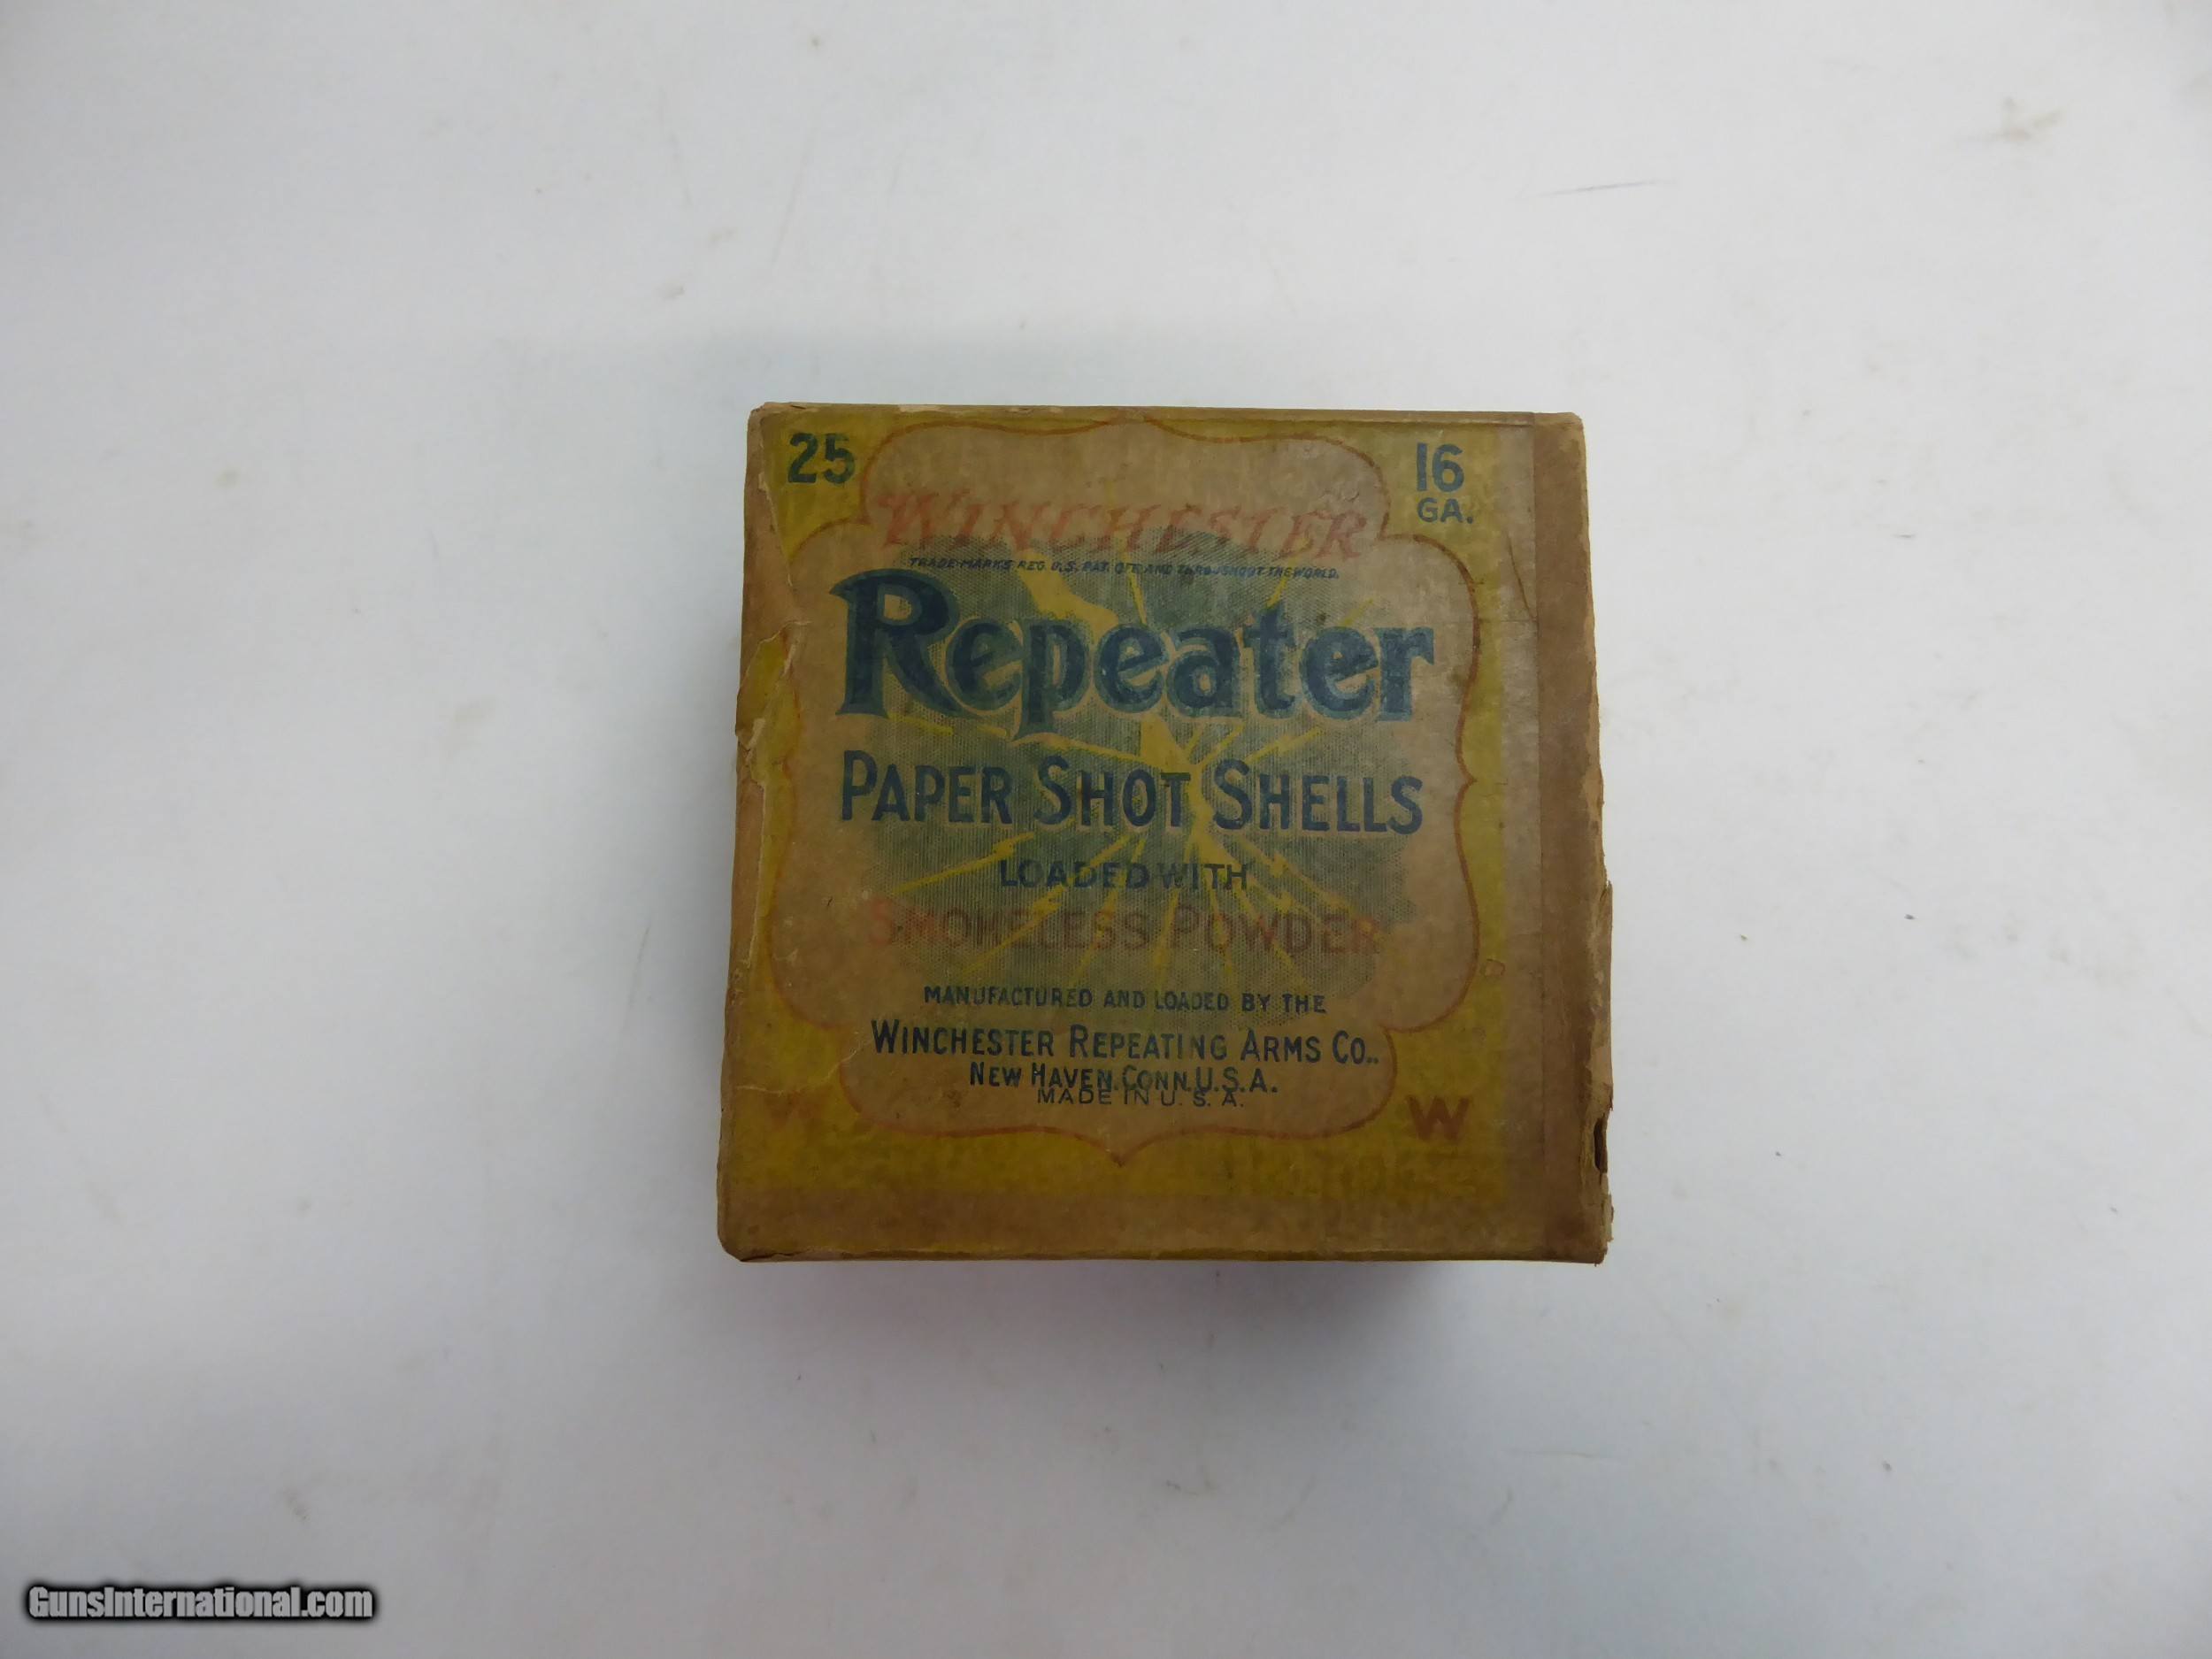 25
16
GA.
WINCHESTER
TRADE-MARKS REG. U.S. PAT. OFF. AND THROUGHOUT THE WORLD.
Repeater
PAPER SHOT SHELLS
LOADED WITH
SMOKELESS POWDER
MANUFACTURED AND LOADED BY THE
WINCHESTER REPEATING ARMS CO..
NEW HAVEN. CONN. U.S.A.
MADE IN U. S. A.
W
W
GunsInternational.com